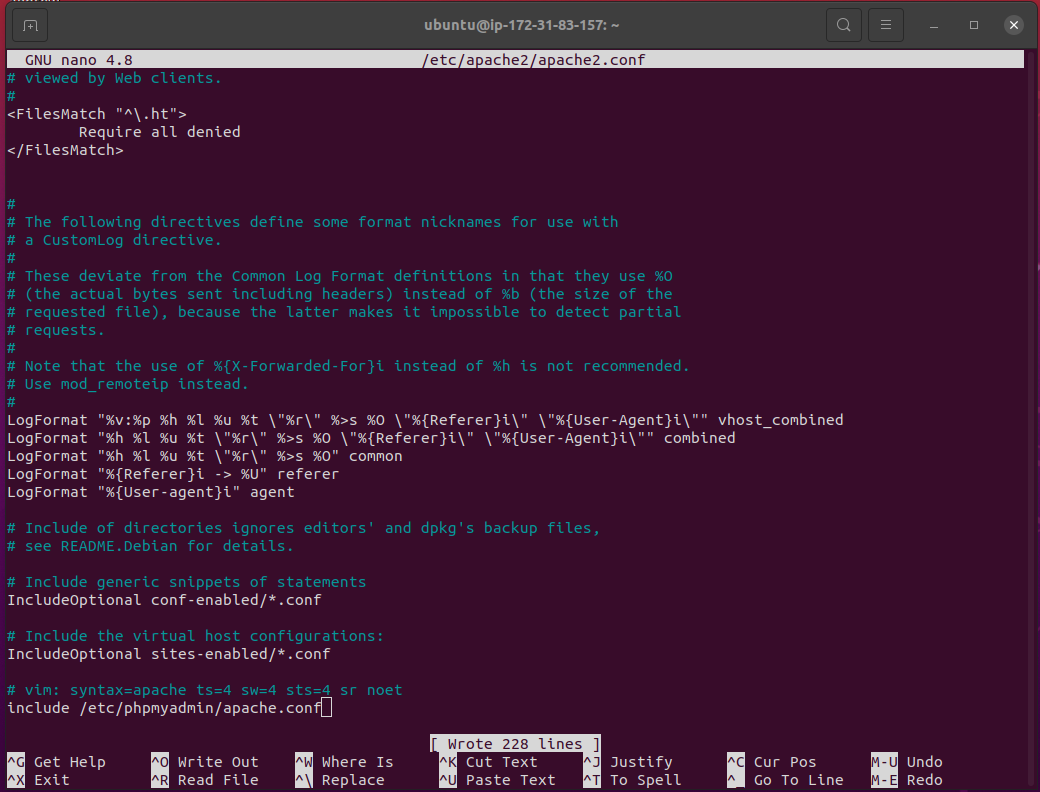 ubuntu@ip-172-31-83-157: ~
GNU nano 4.8 /etc/apache2/apache2.conf
# viewed by Web clients.
#
<FilesMatch "^\.ht">
Require all denied
</FilesMatch>
#
# The following directives define some format nicknames for use with
# a CustomLog directive.
#
# These deviate from the Common Log Format definitions in that they use %O
# (the actual bytes sent including headers) instead of %b (the size of the
# requested file), because the latter makes it impossible to detect partial
# requests.
#
# Note that the use of %{X-Forwarded-For}i instead of %h is not recommended.
# Use mod_remoteip instead.
#
LogFormat "%v:%p %h %l %u %t \"%r\" %>s %O \"%{Referer}i\" \"%{User-Agent}i\"" vhost_combined
LogFormat "%h %l %u %t \"%r\" %>s %O \"%{Referer}i\" \"%{User-Agent}i\"" combined
LogFormat "%h %l %u %t \"%r\" %>s %O" common
LogFormat "%{Referer}i -> %U" referer
LogFormat "%{User-agent}i" agent
# Include of directories ignores editors' and dpkg's backup files,
# see README.Debian for details.
# Include generic snippets of statements
IncludeOptional conf-enabled/*.conf
# Include the virtual host configurations:
IncludeOptional sites-enabled/*.conf
# vim: syntax=apache ts=4 sw=4 sts=4 sr noet
include /etc/phpmyadmin/apache.conf
[ Wrote 228 lines ]
^G Get Help ^O Write Out ^W Where Is ^K Cut Text ^J Justify ^C Cur Pos M-U Undo
^X Exit ^R Read File ^\ Replace ^U Paste Text ^T To Spell ^_ Go To Line M-E Redo